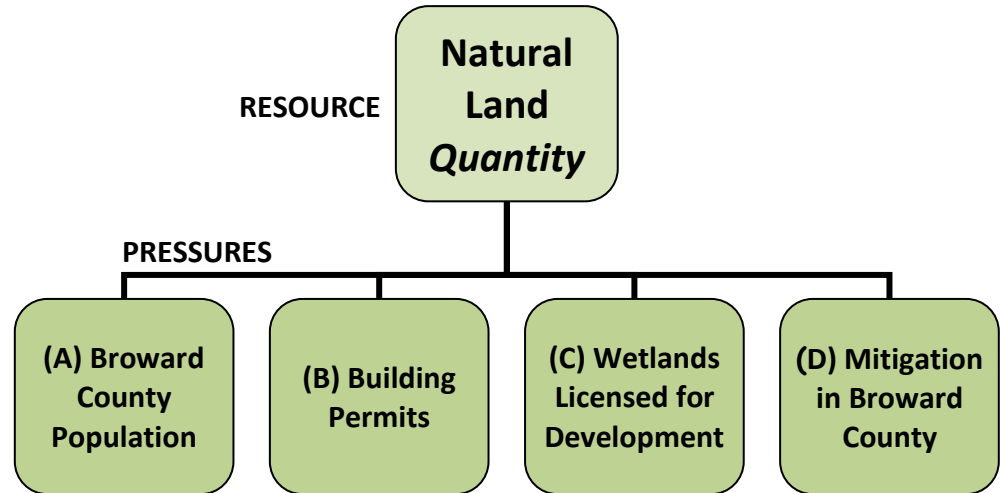 Natural
Land
Quantity
RESOURCE
PRESSURES
(A) Broward
County
Population
(B) Building
Permits
(C) Wetlands
Licensed for
Development
(D) Mitigation
in Broward
County